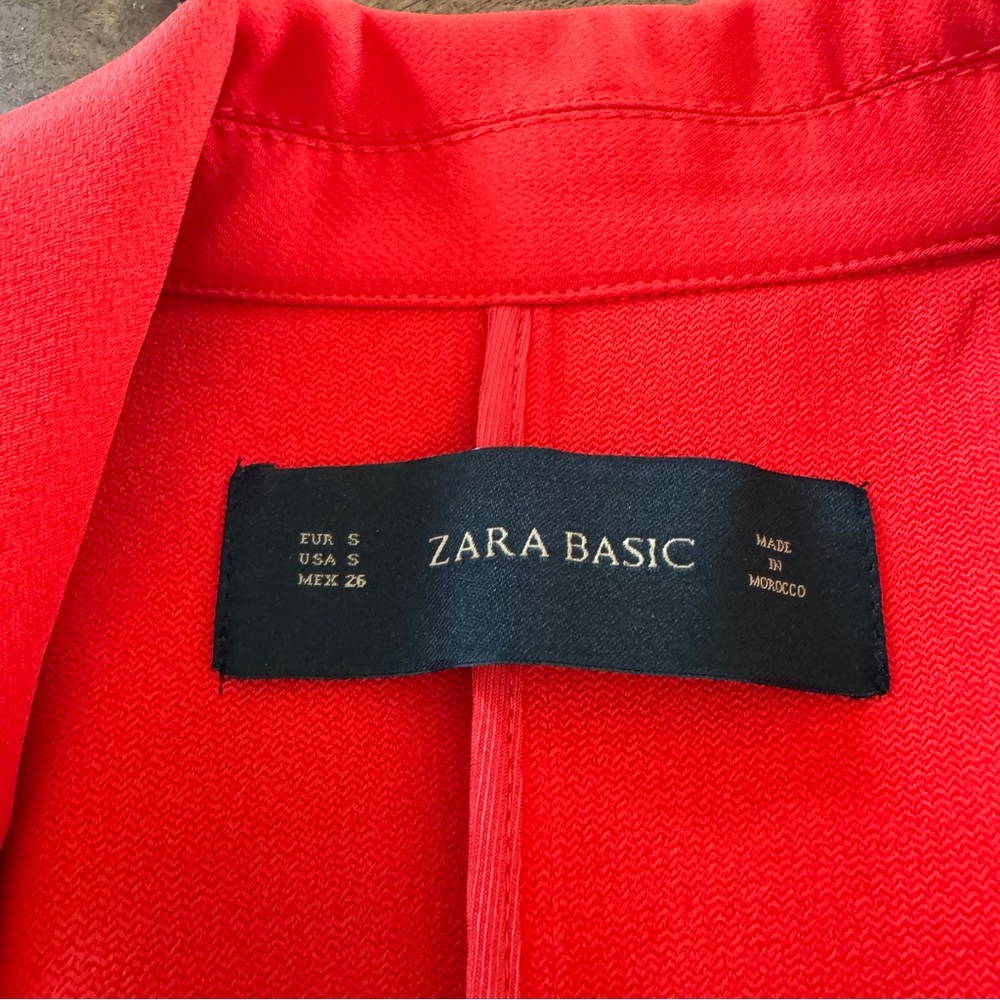 EUR S
USA S
MEX 26
ZARA BASIC
MADE
IN
MOROCCO